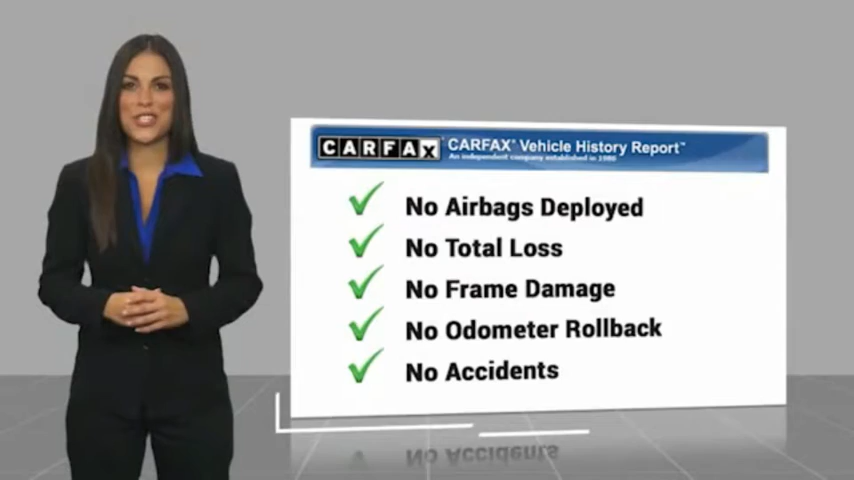 CARFAX
CARFAX® Vehicle History Report™
An independent company established in 1986
No Airbags Deployed
No Total Loss
No Frame Damage
No Odometer Rollback
No Accidents